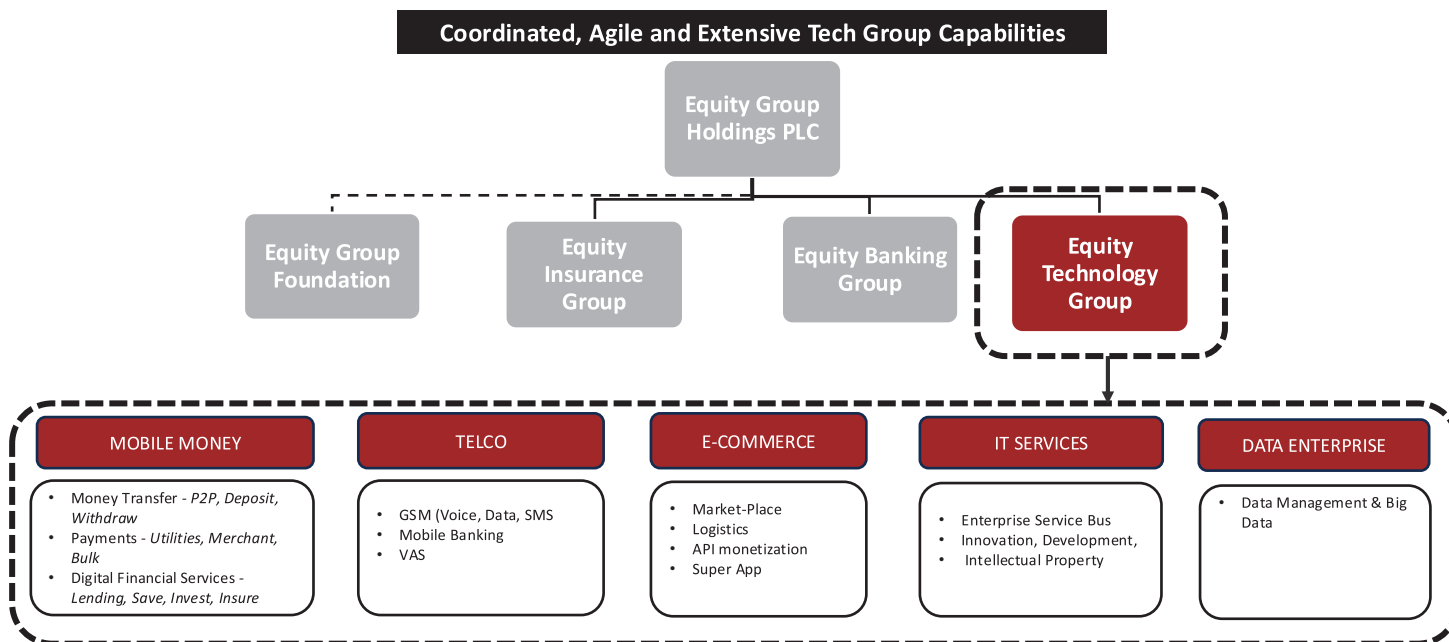 Coordinated, Agile and Extensive Tech Group Capabilities
Equity Group
Holdings PLC
Equity Group
Foundation
Equity
Insurance
Group
Equity Banking
Group
Equity
Technology
Group
MOBILE MONEY
• Money Transfer - P2P, Deposit,
Withdraw
• Payments - Utilities, Merchant,
Bulk
• Digital Financial Services -
Lending, Save, Invest, Insure
TELCO
• GSM (Voice, Data, SMS
• Mobile Banking
• VAS
E-COMMERCE
• Market-Place
• Logistics
• API monetization
• Super App
IT SERVICES
• Enterprise Service Bus
• Innovation, Development,
• Intellectual Property
DATA ENTERPRISE
• Data Management & Big
Data